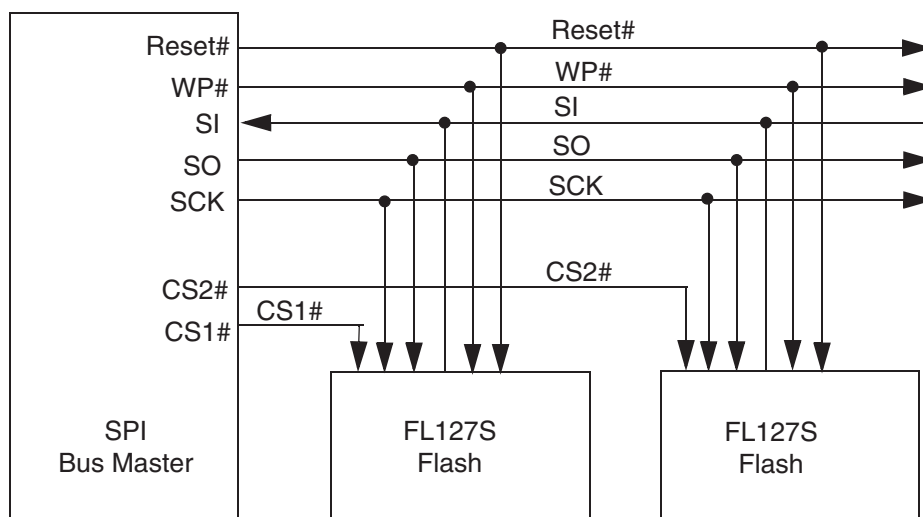 Reset#
Reset#
WP#
WP#
SI
SI
SO
SO
SCK
SCK
CS2#
CS2#
CS1#
CS1#
SPI
Bus Master
FL127S
Flash
FL127S
Flash